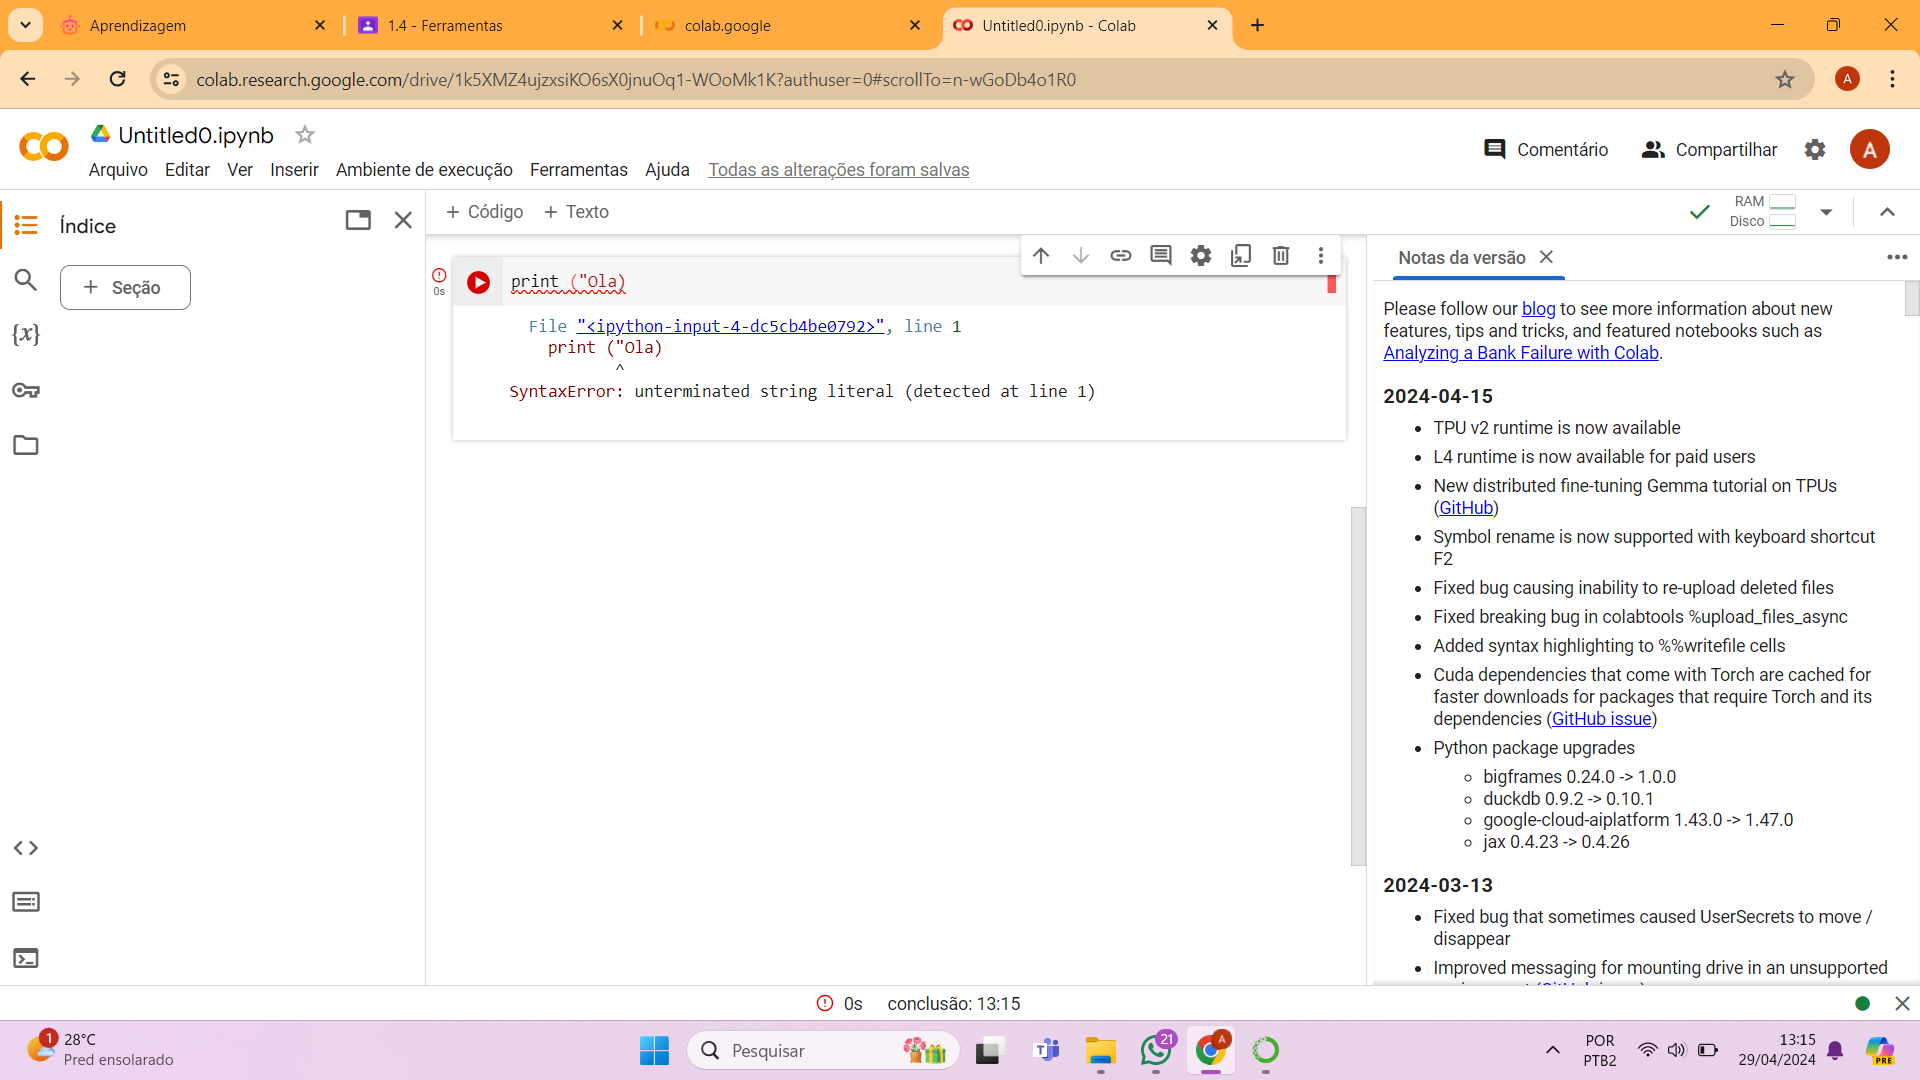 Aprendizagem
1.4 - Ferramentas
colab.google
Untitled0.ipynb - Colab
colab.research.google.com/drive/1k5XMZ4ujzxsiKO6sX0jnuOq1-WOoMk1K?authuser=0#scrollTo=n-wGoDb4o1R0
A
Untitled0.ipynb
Arquivo Editar Ver Inserir Ambiente de execução Ferramentas Ajuda Todas as alterações foram salvas
Comentário
Compartilhar
A
Índice
+ Seção
{x}
+ Código + Texto
RAM
Disco
0s
print ("Ola)
File "<ipython-input-4-dc5cb4be0792>", line 1
print ("Ola)
^
SyntaxError: unterminated string literal (detected at line 1)
Notas da versão
Please follow our blog to see more information about new
features, tips and tricks, and featured notebooks such as
Analyzing a Bank Failure with Colab.
2024-04-15
• TPU v2 runtime is now available
• L4 runtime is now available for paid users
• New distributed fine-tuning Gemma tutorial on TPUs
(GitHub)
• Symbol rename is now supported with keyboard shortcut
F2
• Fixed bug causing inability to re-upload deleted files
• Fixed breaking bug in colabtools %upload_files_async
• Added syntax highlighting to %%writefile cells
• Cuda dependencies that come with Torch are cached for
faster downloads for packages that require Torch and its
dependencies (GitHub issue)
• Python package upgrades
bigframes 0.24.0 -> 1.0.0
duckdb 0.9.2 -> 0.10.1
google-cloud-aiplatform 1.43.0 -> 1.47.0
jax 0.4.23 -> 0.4.26
2024-03-13
• Fixed bug that sometimes caused UserSecrets to move /
disappear
• Improved messaging for mounting drive in an unsupported
0s conclusão: 13:15
1
28°C
Pred ensolarado
Pesquisar
21
A
POR
PTB2
13:15
29/04/2024
PRE